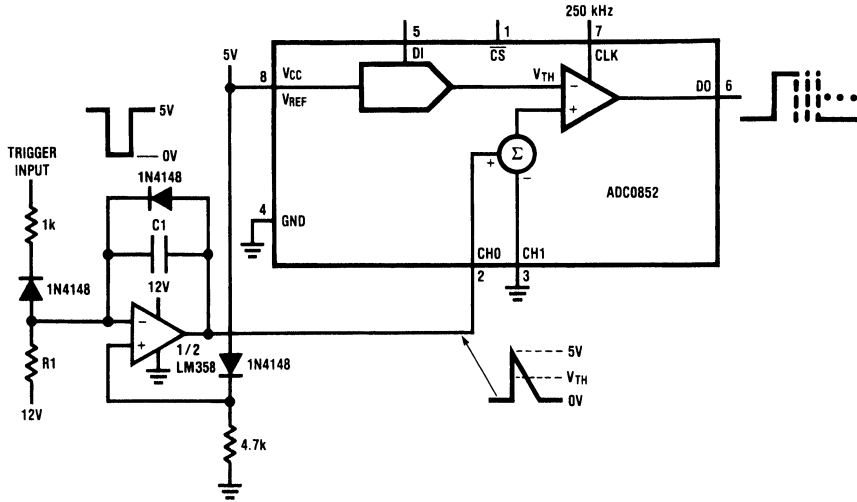 250 kHz
5
1
7
5V
DI
CS
CLK
8
VCC
VREF
VTH
DO
6
5V
0V
TRIGGER
INPUT
1N4148
Σ
ADC0852
1k
C1
4
GND
1N4148
12V
CH0
CH1
2
3
R1
1/2
LM358
1N4148
5V
VTH
0V
12V
4.7k
− +
+ −
− +